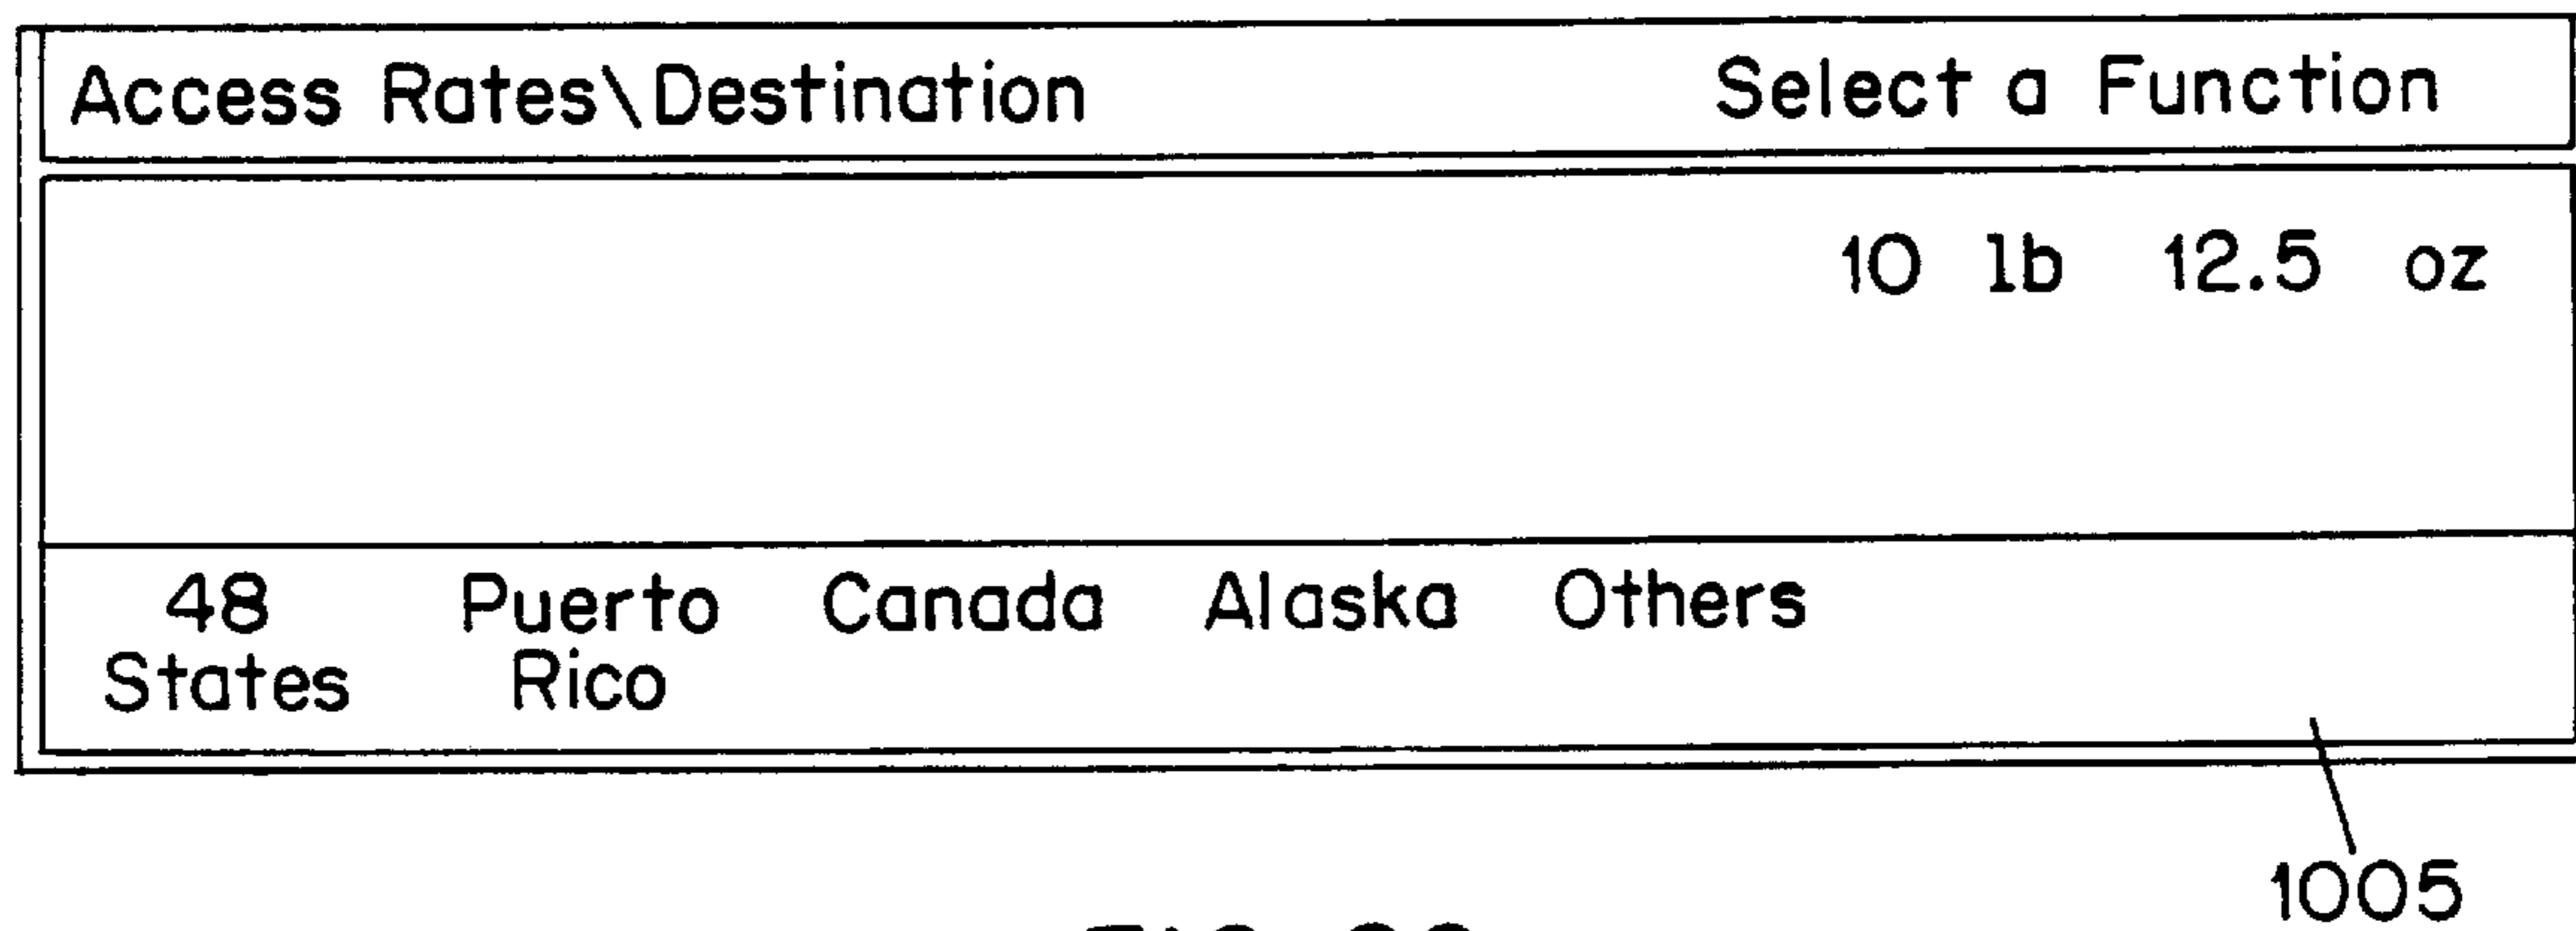 Access Rates\Destination Select a Function
10 lb 12.5 oz
48 Puerto Canada Alaska Others
States Rico
1005